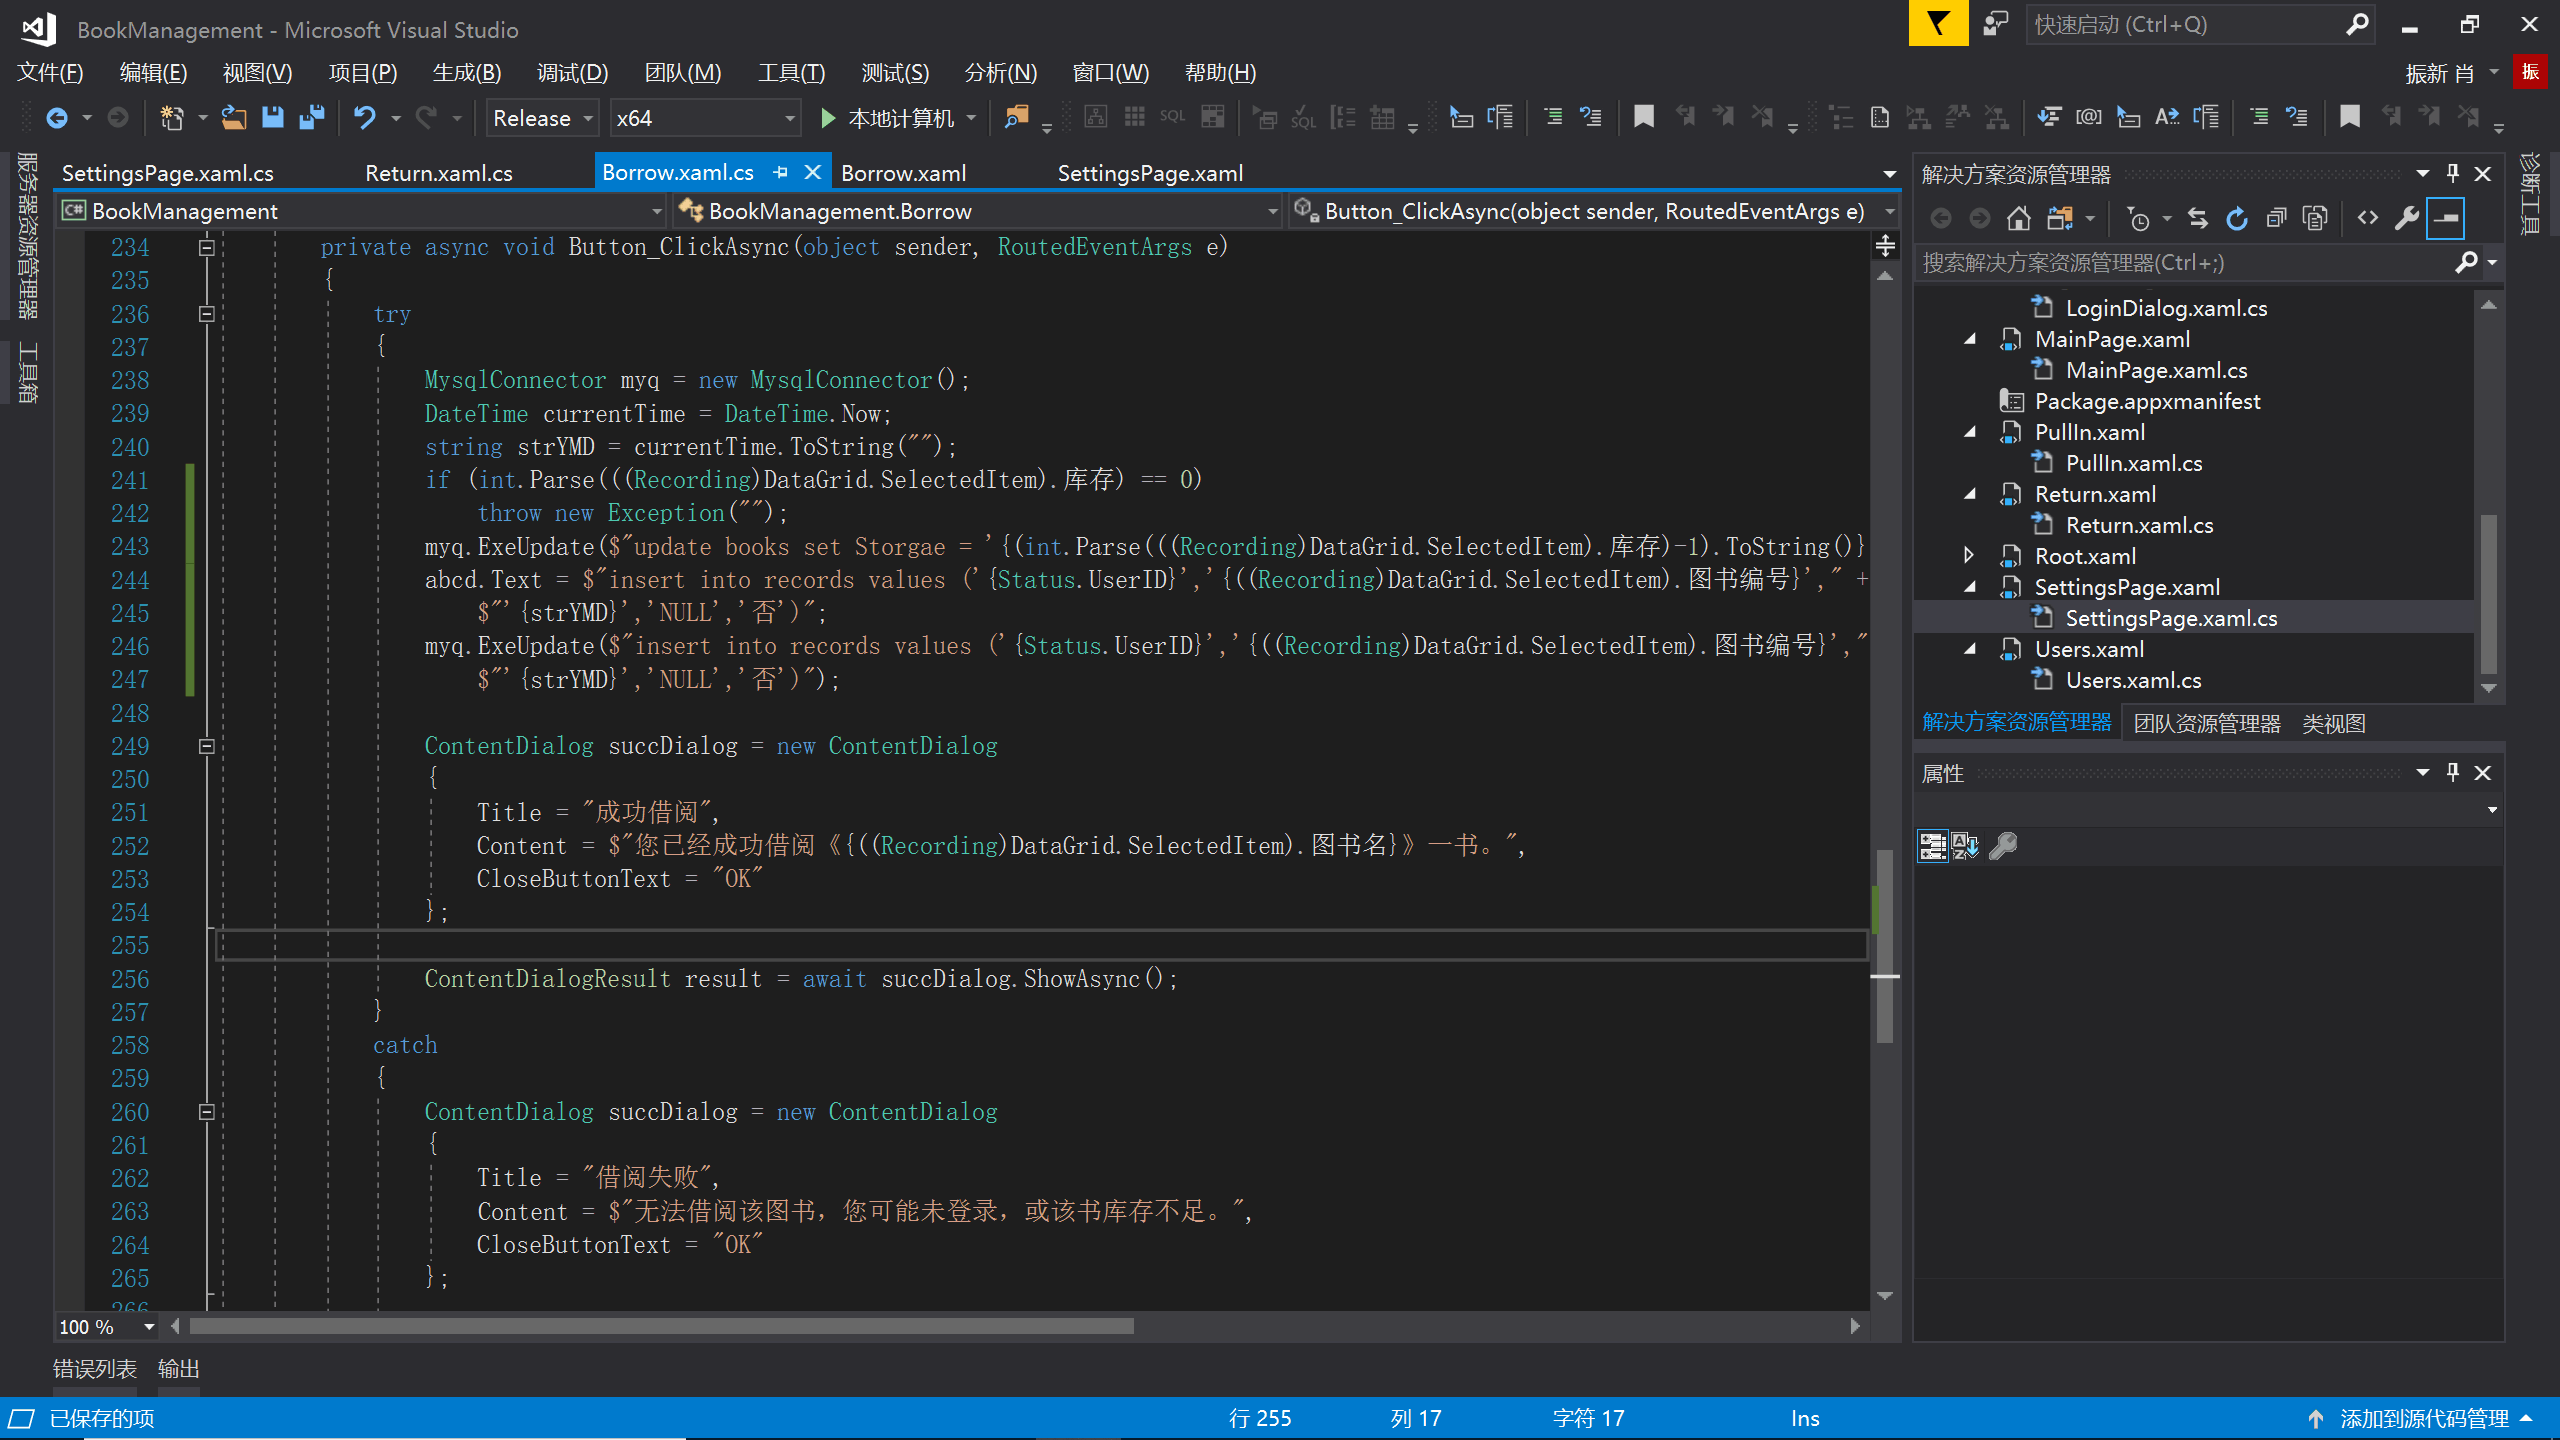 BookManagement - Microsoft Visual Studio
快速启动 (Ctrl+Q)
文件(F) 编辑(E) 视图(V) 项目(P) 生成(B) 调试(D) 团队(M) 工具(T) 测试(S) 分析(N) 窗口(W) 帮助(H)
振新 肖 振
Release x64 本地计算机
服务器资源管理器
工具箱
SettingsPage.xaml.cs Return.xaml.cs Borrow.xaml.cs Borrow.xaml SettingsPage.xaml
BookManagement BookManagement.Borrow Button_ClickAsync(object sender, RoutedEventArgs e)
234 private async void Button_ClickAsync(object sender, RoutedEventArgs e)
235 {
236 try
237 {
238 MysqlConnector myq = new MysqlConnector();
239 DateTime currentTime = DateTime.Now;
240 string strYMD = currentTime.ToString("");
241 if (int.Parse(((Recording)DataGrid.SelectedItem).库存) == 0)
242 throw new Exception("");
243 myq.ExeUpdate($"update books set Storgae = '{(int.Parse(((Recording)DataGrid.SelectedItem).库存)-1).ToString()}
244 abcd.Text = $"insert into records values ('{Status.UserID}','{((Recording)DataGrid.SelectedItem).图书编号}'," +
245 $"'{strYMD}','NULL','否')";
246 myq.ExeUpdate($"insert into records values ('{Status.UserID}','{((Recording)DataGrid.SelectedItem).图书编号}',"
247 $"'{strYMD}','NULL','否')");
248
249 ContentDialog succDialog = new ContentDialog
250 {
251 Title = "成功借阅",
252 Content = $"您已经成功借阅《{((Recording)DataGrid.SelectedItem).图书名}》一书。",
253 CloseButtonText = "OK"
254 };
255
256 ContentDialogResult result = await succDialog.ShowAsync();
257 }
258 catch
259 {
260 ContentDialog succDialog = new ContentDialog
261 {
262 Title = "借阅失败",
263 Content = $"无法借阅该图书，您可能未登录，或该书库存不足。",
264 CloseButtonText = "OK"
265 };
266
100 %
解决方案资源管理器
搜索解决方案资源管理器(Ctrl+;)
LoginDialog.xaml.cs
MainPage.xaml
MainPage.xaml.cs
Package.appxmanifest
PullIn.xaml
PullIn.xaml.cs
Return.xaml
Return.xaml.cs
Root.xaml
SettingsPage.xaml
SettingsPage.xaml.cs
Users.xaml
Users.xaml.cs
解决方案资源管理器 团队资源管理器 类视图
属性
诊断工具
错误列表 输出
已保存的项 行 255 列 17 字符 17 Ins 添加到源代码管理